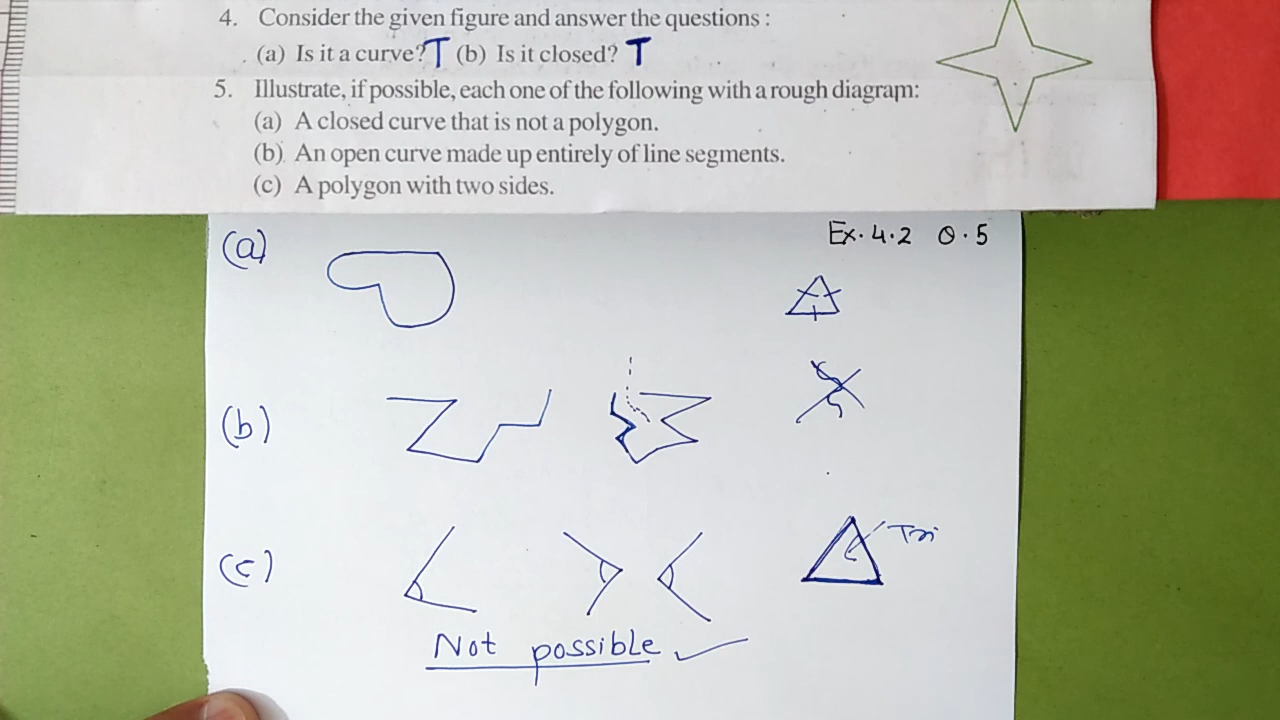 4. Consider the given figure and answer the questions :
(a) Is it a curve? T (b) Is it closed? T
5. Illustrate, if possible, each one of the following with a rough diagram:
(a) A closed curve that is not a polygon.
(b) An open curve made up entirely of line segments.
(c) A polygon with two sides.
Ex. 4.2 Q.5
(a)
(b)
(c)
Tri
Not possible